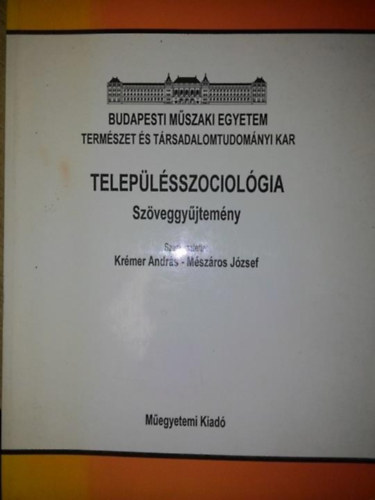 BUDAPESTI MŰSZAKI EGYETEM
TERMÉSZET ÉS TÁRSADALOMTUDOMÁNYI KAR
TELEPÜLÉSSZOCIOLÓGIA
Szöveggyűjtemény
Krémer András - Mészáros József
Műegyetemi Kiadó